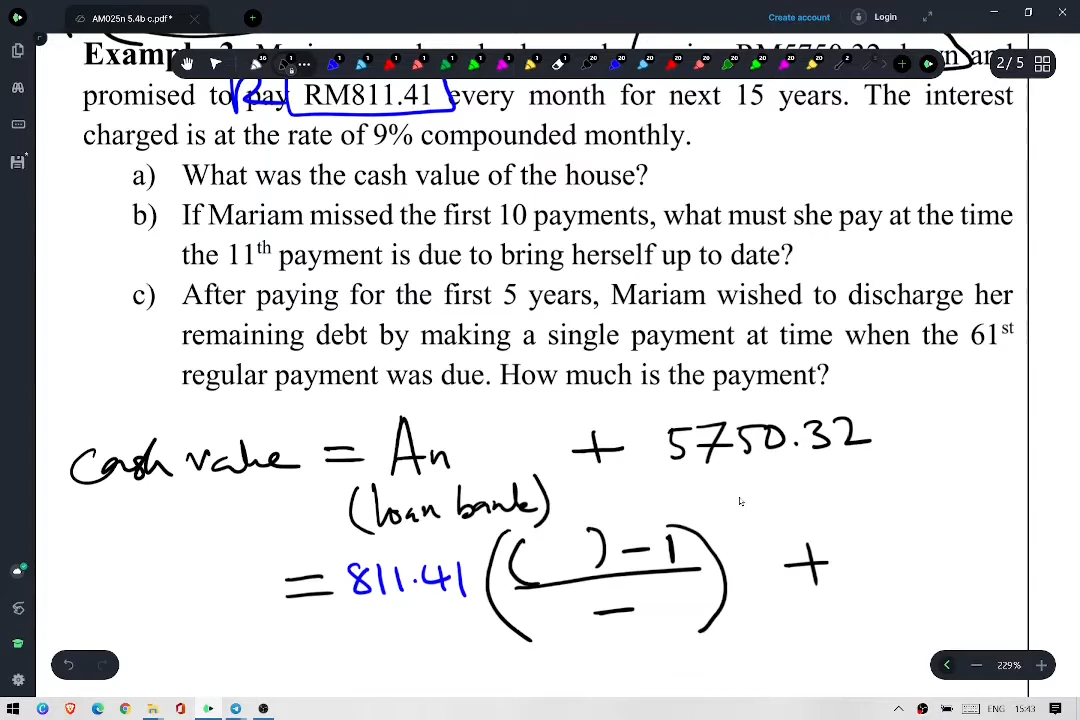 AM025n 5.4b c.pdf*
Create account
Login
2 / 5
promised to pay RM811.41 every month for next 15 years. The interest
charged is at the rate of 9% compounded monthly.
a) What was the cash value of the house?
b) If Mariam missed the first 10 payments, what must she pay at the time
the 11th payment is due to bring herself up to date?
c) After paying for the first 5 years, Mariam wished to discharge her
remaining debt by making a single payment at time when the 61st
regular payment was due. How much is the payment?
cash value = An + 5750.32
(loan bank)
= 811.41 (( ) - 1 / -) +
229%
ENG 15:43